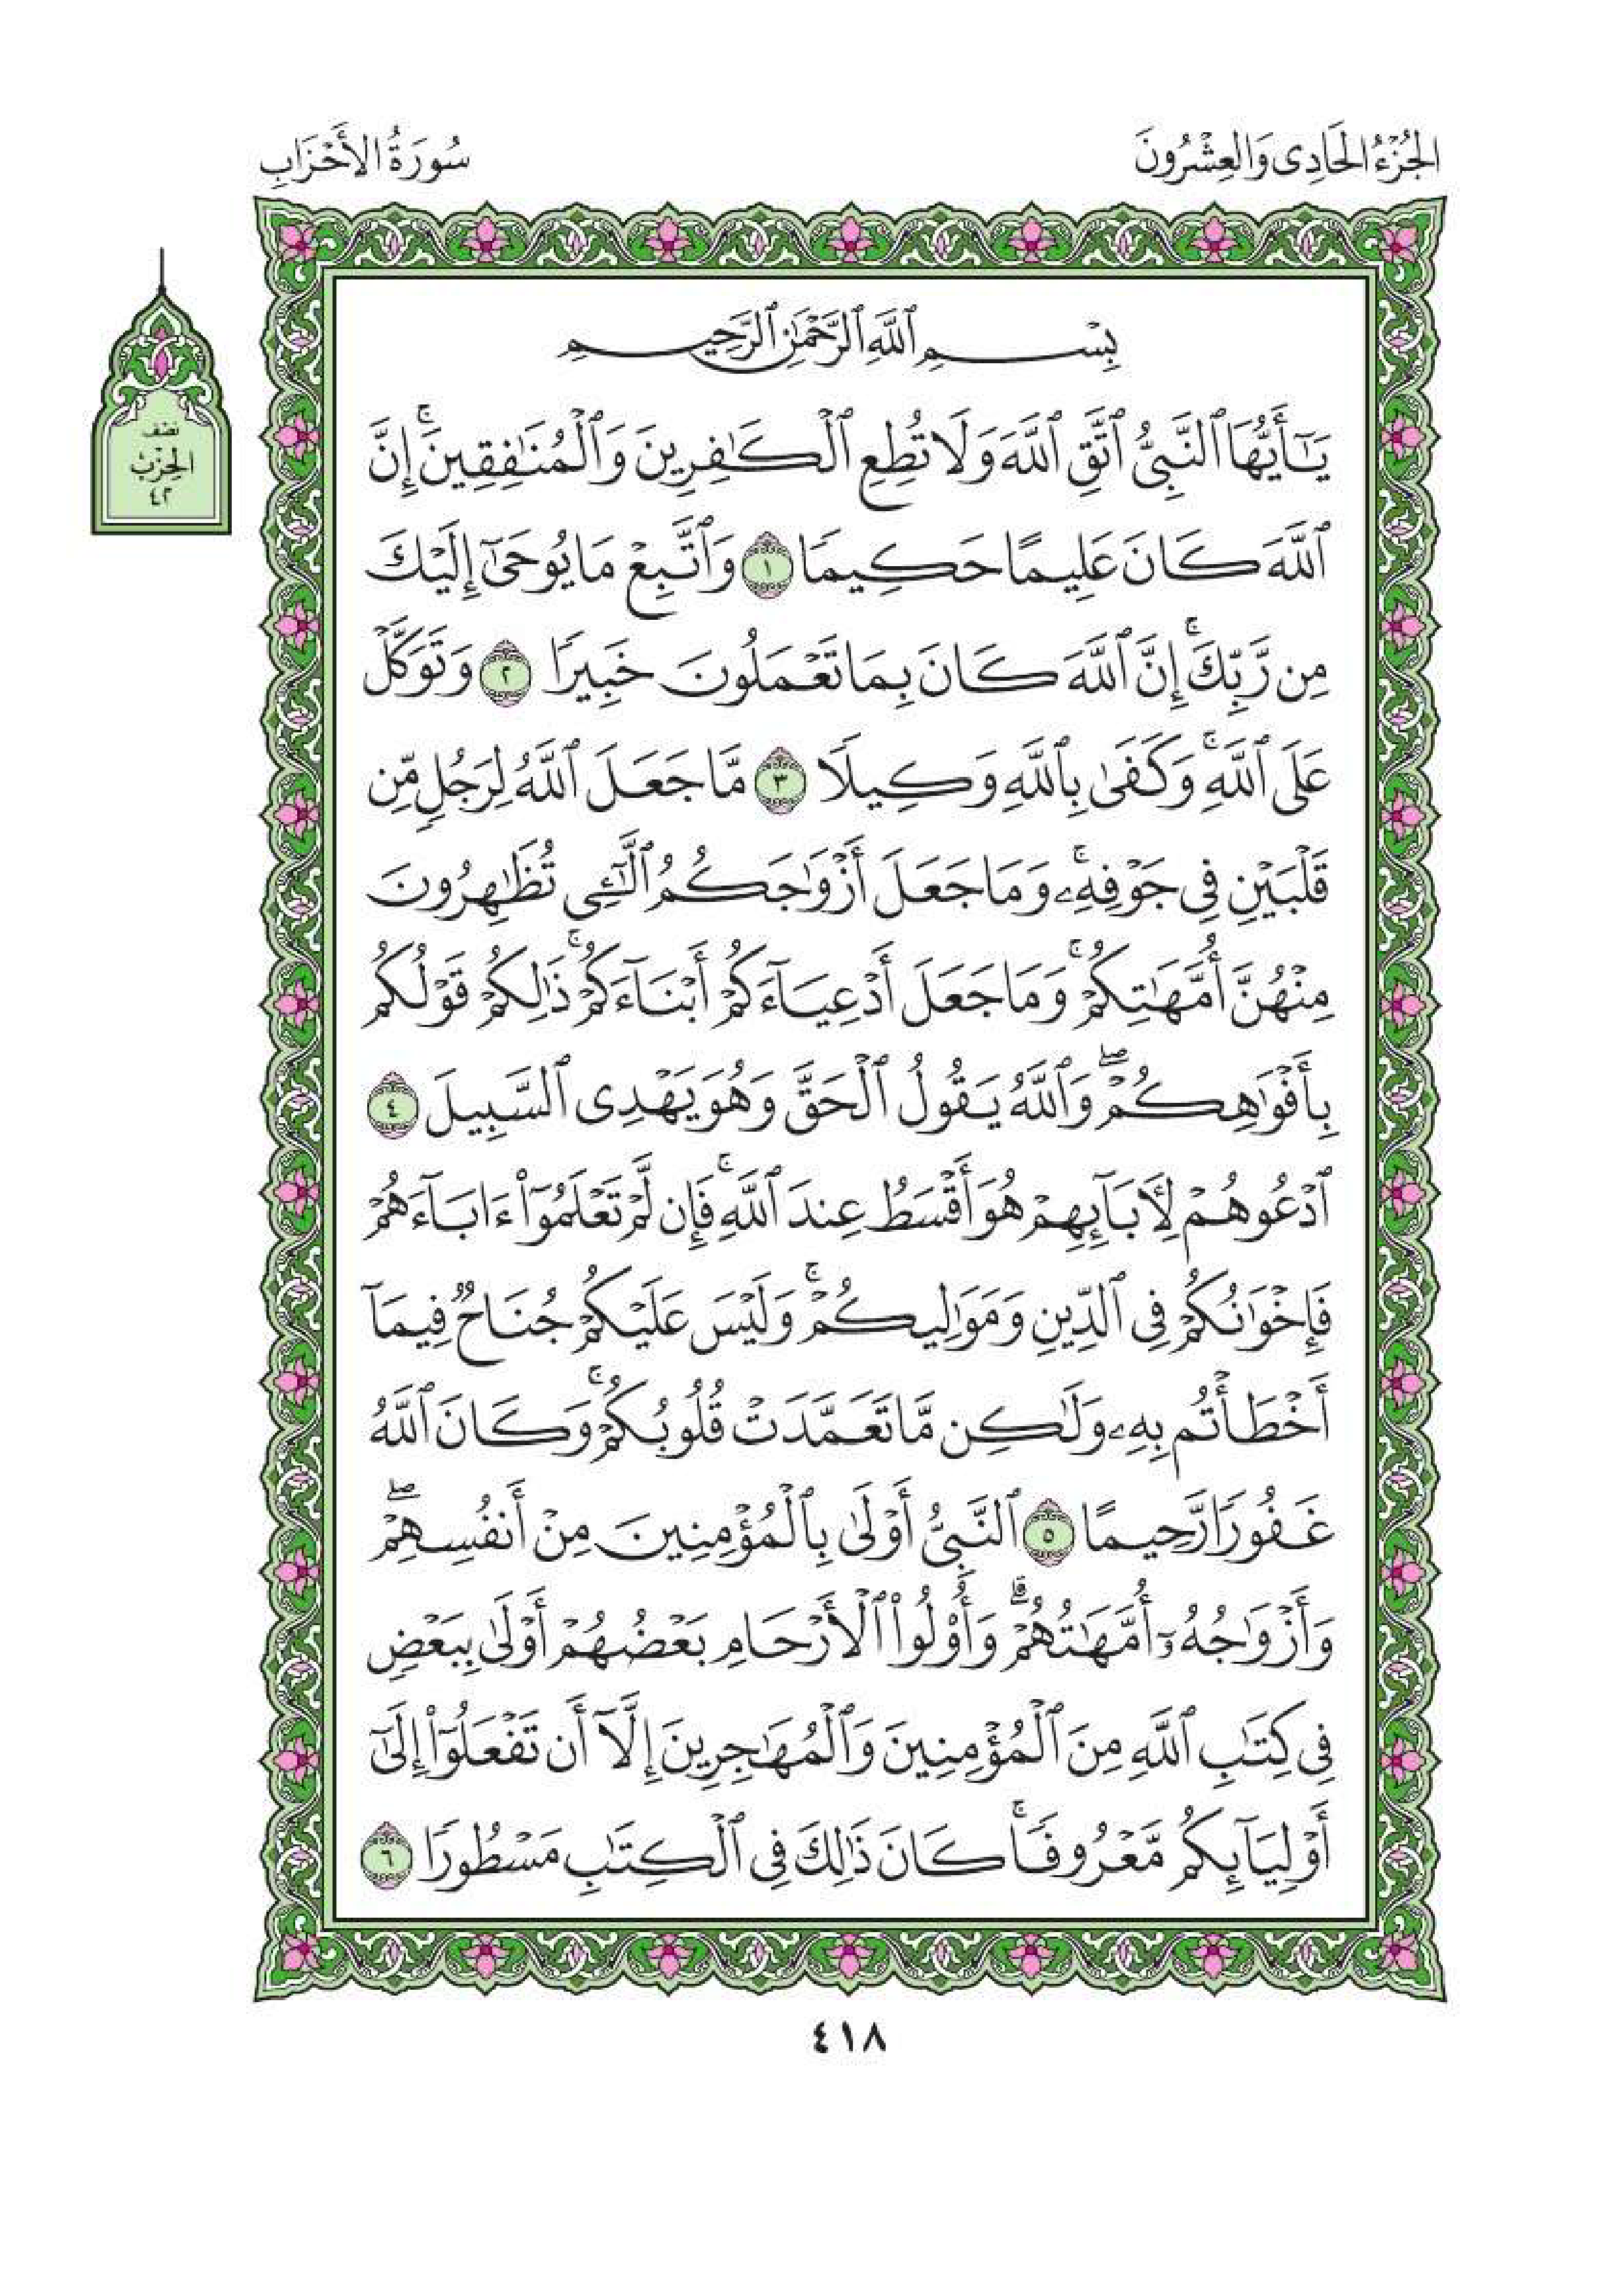 الجُزْءُ الحَادِى وَالعِشْرُونَ
سُورَةُ الأَحْزَابِ
نصْف
الحِزْبْ
٤٢
بِسْمِ ٱللَّهِ ٱلرَّحْمَٰنِ ٱلرَّحِيمِ
يَـٰٓأَيُّهَا ٱلنَّبِىُّ ٱتَّقِ ٱللَّهَ وَلَا تُطِعِ ٱلْكَـٰفِرِينَ وَٱلْمُنَـٰفِقِينَ ۚ إِنَّ
ٱللَّهَ كَانَ عَلِيمًا حَكِيمًا ١ وَٱتَّبِعْ مَا يُوحَىٰٓ إِلَيْكَ
مِن رَّبِّكَ ۚ إِنَّ ٱللَّهَ كَانَ بِمَا تَعْمَلُونَ خَبِيرًا ٢ وَتَوَكَّلْ
عَلَى ٱللَّهِ ۚ وَكَفَىٰ بِٱللَّهِ وَكِيلًا ٣ مَّا جَعَلَ ٱللَّهُ لِرَجُلٍ مِّن
قَلْبَيْنِ فِى جَوْفِهِۦ ۚ وَمَا جَعَلَ أَزْوَٰجَكُمُ ٱلَّـٰٓـِٔى تُظَـٰهِرُونَ
مِنْهُنَّ أُمَّهَـٰتِكُمْ ۚ وَمَا جَعَلَ أَدْعِيَآءَكُمْ أَبْنَآءَكُمْ ۚ ذَٰلِكُمْ قَوْلُكُم
بِأَفْوَٰهِكُمْ ۖ وَٱللَّهُ يَقُولُ ٱلْحَقَّ وَهُوَ يَهْدِى ٱلسَّبِيلَ ٤
ٱدْعُوهُمْ لِـَٔابَآئِهِمْ هُوَ أَقْسَطُ عِندَ ٱللَّهِ ۚ فَإِن لَّمْ تَعْلَمُوٓا۟ ءَابَآءَهُمْ
فَإِخْوَٰنُكُمْ فِى ٱلدِّينِ وَمَوَٰلِيكُمْ ۚ وَلَيْسَ عَلَيْكُمْ جُنَاحٌ فِيمَآ
أَخْطَأْتُم بِهِۦ وَلَـٰكِن مَّا تَعَمَّدَتْ قُلُوبُكُمْ ۚ وَكَانَ ٱللَّهُ
غَفُورًا رَّحِيمًا ٥ ٱلنَّبِىُّ أَوْلَىٰ بِٱلْمُؤْمِنِينَ مِنْ أَنفُسِهِمْ ۖ
وَأَزْوَٰجُهُۥٓ أُمَّهَـٰتُهُمْ ۗ وَأُو۟لُوا۟ ٱلْأَرْحَامِ بَعْضُهُمْ أَوْلَىٰ بِبَعْضٍ
فِى كِتَـٰبِ ٱللَّهِ مِنَ ٱلْمُؤْمِنِينَ وَٱلْمُهَـٰجِرِينَ إِلَّآ أَن تَفْعَلُوٓا۟ إِلَىٰٓ
أَوْلِيَآئِكُم مَّعْرُوفًا ۚ كَانَ ذَٰلِكَ فِى ٱلْكِتَـٰبِ مَسْطُورًا ٦
٤١٨